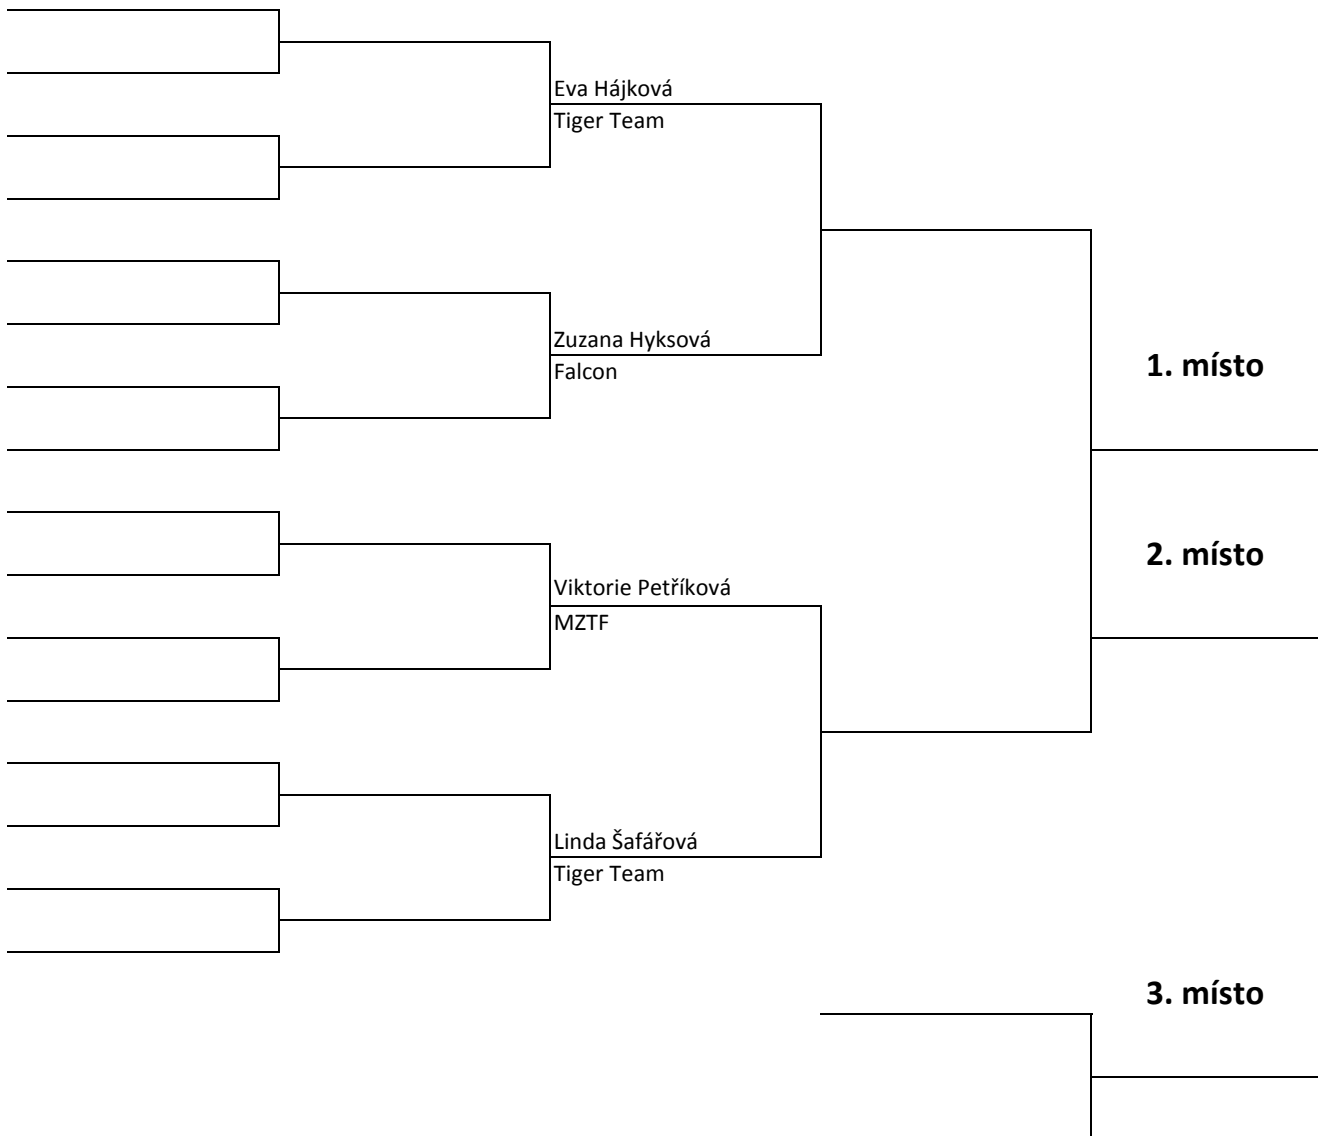 Eva Hájková
Tiger Team
Zuzana Hyksová
Falcon
1. místo
2. místo
Viktorie Petříková
MZTF
Linda Šafářová
Tiger Team
3. místo